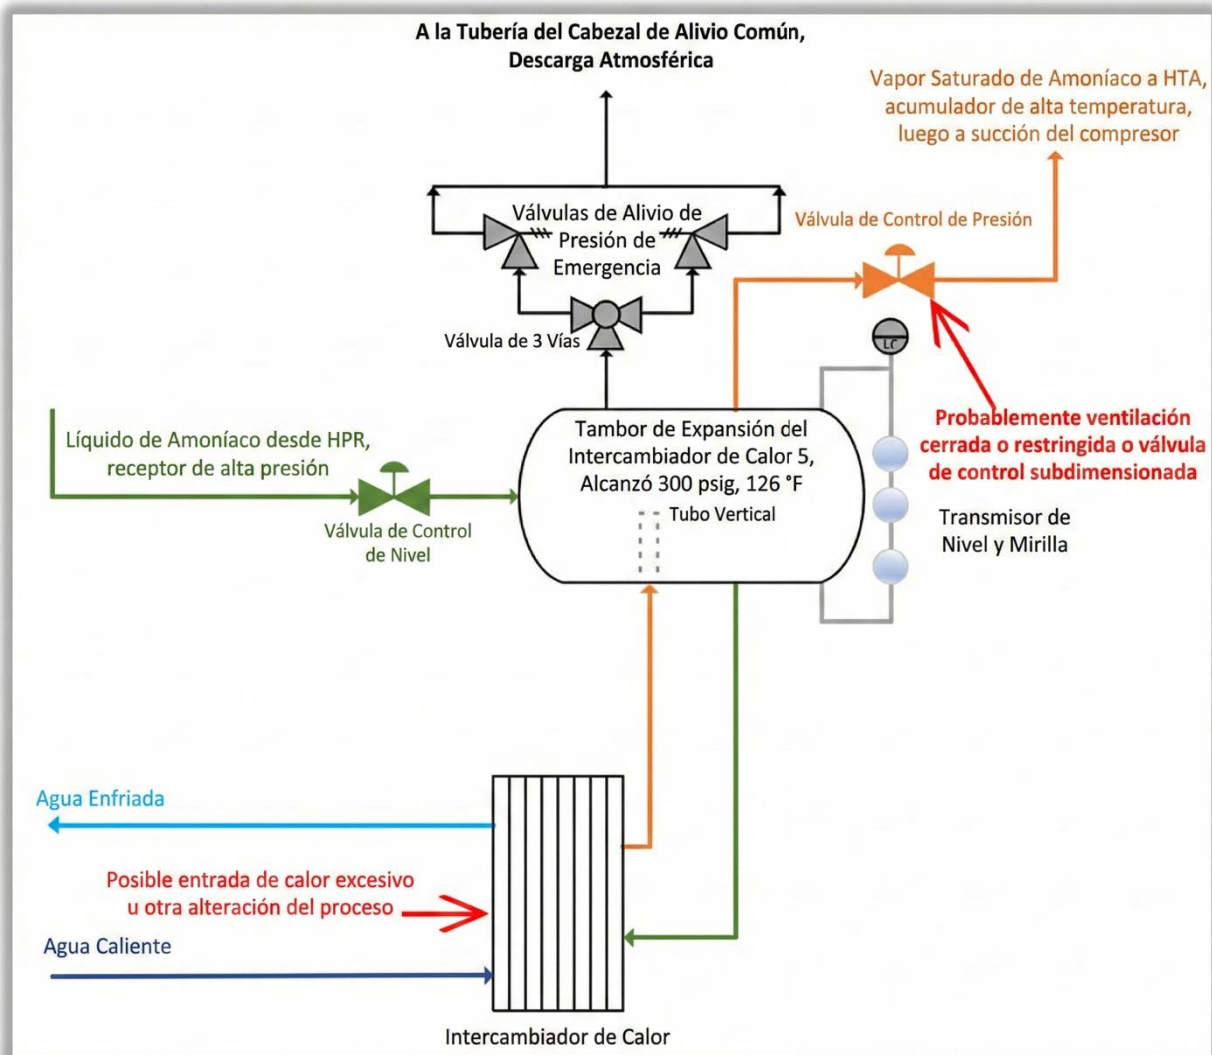 A la Tubería del Cabezal de Alivio Común,
Descarga Atmosférica
Vapor Saturado de Amoníaco a HTA,
acumulador de alta temperatura,
luego a succión del compresor
Válvulas de Alivio de
Presión de
Emergencia
Válvula de Control de Presión
Válvula de 3 Vías
LC
Líquido de Amoníaco desde HPR,
receptor de alta presión
Válvula de Control
de Nivel
Tambor de Expansión del
Intercambiador de Calor 5,
Alcanzó 300 psig, 126 °F
Tubo Vertical
Probablemente ventilación
cerrada o restringida o válvula
de control subdimensionada
Transmisor de
Nivel y Mirilla
Agua Enfriada
Posible entrada de calor excesivo
u otra alteración del proceso
Agua Caliente
Intercambiador de Calor